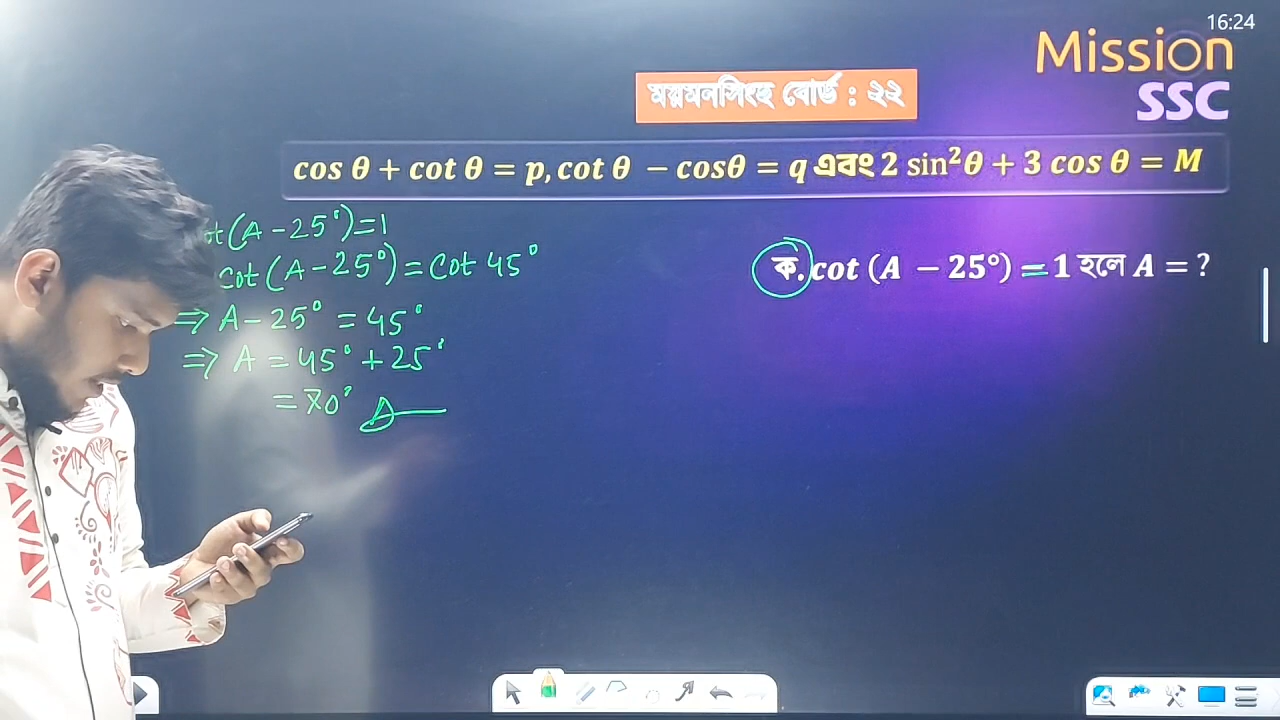 16:24
Mission
SSC
ময়মনসিংহ বোর্ড : ২২
cos θ + cot θ = p, cot θ − cosθ = q এবং 2 sin²θ + 3 cos θ = M
ক. cot (A − 25°) = 1 হলে A = ?
ot(A - 25°) = 1
cot(A - 25°) = cot 45°
⇒ A - 25° = 45°
⇒ A = 45° + 25°
= 70°